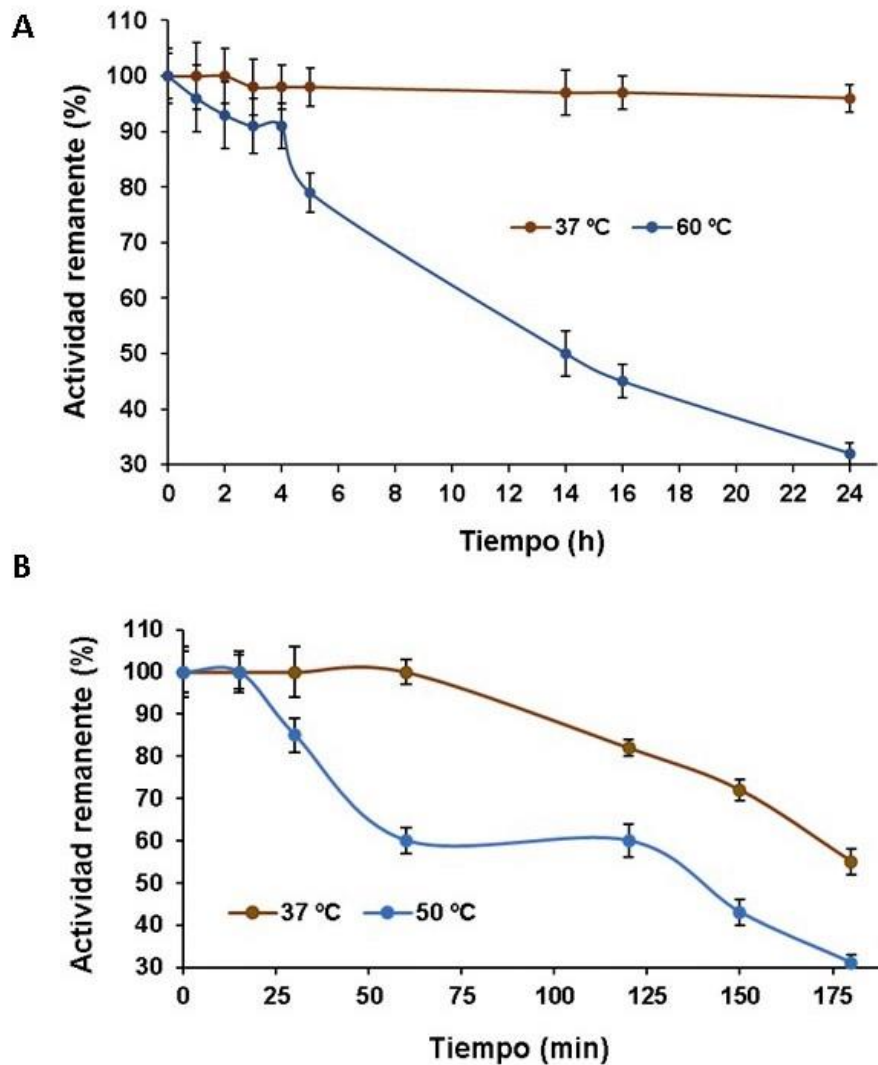 A
Actividad remanente (%)
110
100
90
80
70
60
50
40
30
37 ºC 60 ºC
0 2 4 6 8 10 12 14 16 18 20 22 24
Tiempo (h)
B
Actividad remanente (%)
110
100
90
80
70
60
50
40
30
37 ºC 50 ºC
0 25 50 75 100 125 150 175
Tiempo (min)